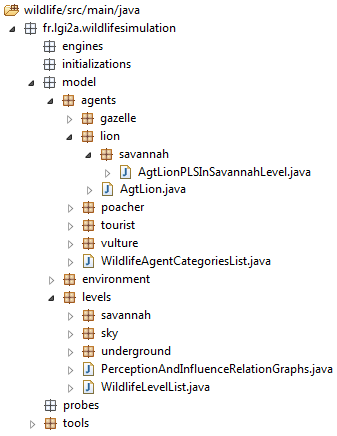 wildlife/src/main/java
fr.lgi2a.wildlifesimulation
engines
initializations
model
agents
gazelle
lion
savannah
AgtLionPLSInSavannahLevel.java
AgtLion.java
poacher
tourist
vulture
WildlifeAgentCategoriesList.java
environment
levels
savannah
sky
underground
PerceptionAndInfluenceRelationGraphs.java
WildlifeLevelList.java
probes
tools